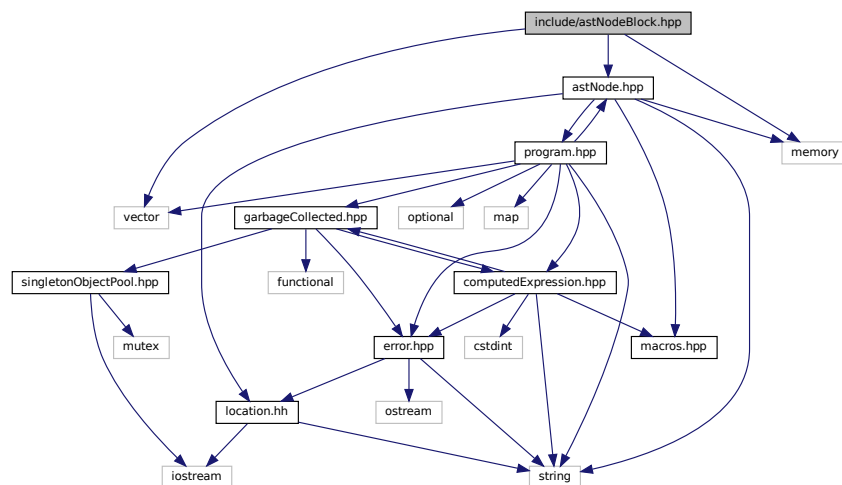 include/astNodeBlock.hpp
astNode.hpp
program.hpp
memory
vector
garbageCollected.hpp
optional
map
singletonObjectPool.hpp
functional
computedExpression.hpp
mutex
error.hpp
cstdint
macros.hpp
location.hh
ostream
iostream
string